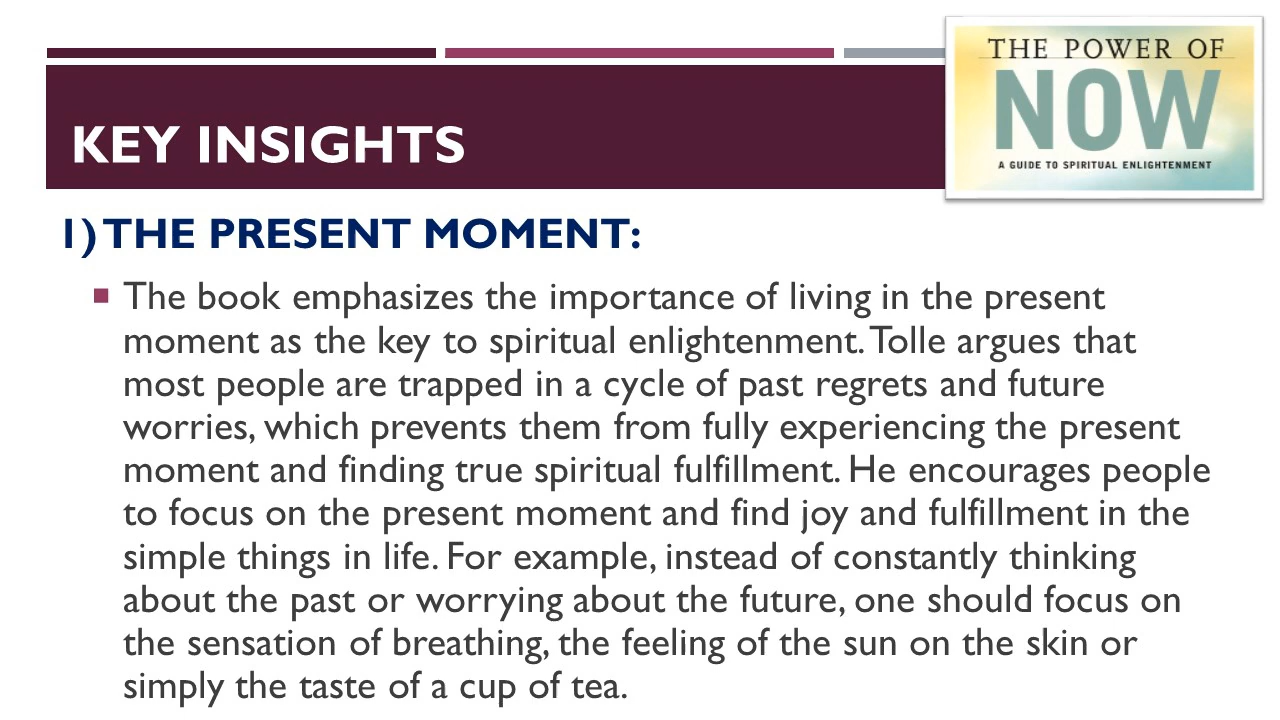 THE POWER OF
NOW
A GUIDE TO SPIRITUAL ENLIGHTENMENT
KEY INSIGHTS
1) THE PRESENT MOMENT:
The book emphasizes the importance of living in the present
moment as the key to spiritual enlightenment. Tolle argues that
most people are trapped in a cycle of past regrets and future
worries, which prevents them from fully experiencing the present
moment and finding true spiritual fulfillment. He encourages people
to focus on the present moment and find joy and fulfillment in the
simple things in life. For example, instead of constantly thinking
about the past or worrying about the future, one should focus on
the sensation of breathing, the feeling of the sun on the skin or
simply the taste of a cup of tea.